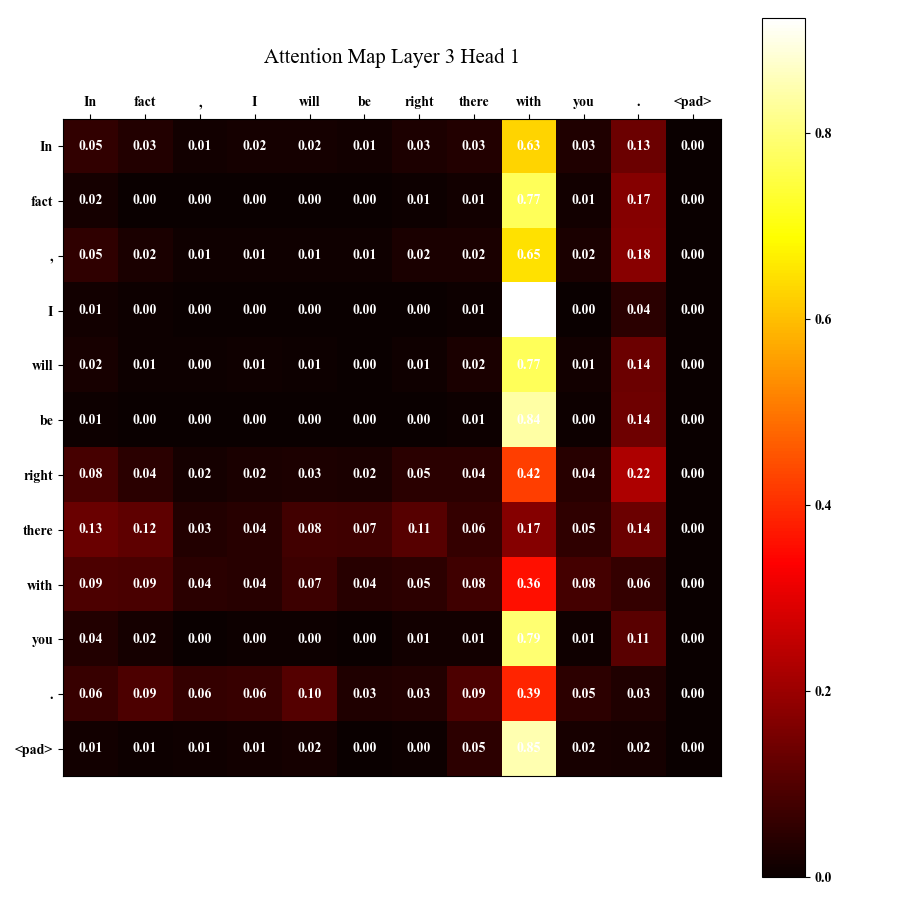 Attention Map Layer 3 Head 1
In fact , I will be right there with you . <pad>
In 0.05 0.03 0.01 0.02 0.02 0.01 0.03 0.03 0.63 0.03 0.13 0.00
fact 0.02 0.00 0.00 0.00 0.00 0.00 0.01 0.01 0.77 0.01 0.17 0.00
, 0.05 0.02 0.01 0.01 0.01 0.01 0.02 0.02 0.65 0.02 0.18 0.00
I 0.01 0.00 0.00 0.00 0.00 0.00 0.00 0.01 0.00 0.04 0.00
will 0.02 0.01 0.00 0.01 0.01 0.00 0.01 0.02 0.77 0.01 0.14 0.00
be 0.01 0.00 0.00 0.00 0.00 0.00 0.00 0.01 0.84 0.00 0.14 0.00
right 0.08 0.04 0.02 0.02 0.03 0.02 0.05 0.04 0.42 0.04 0.22 0.00
there 0.13 0.12 0.03 0.04 0.08 0.07 0.11 0.06 0.17 0.05 0.14 0.00
with 0.09 0.09 0.04 0.04 0.07 0.04 0.05 0.08 0.36 0.08 0.06 0.00
you 0.04 0.02 0.00 0.00 0.00 0.00 0.01 0.01 0.79 0.01 0.11 0.00
. 0.06 0.09 0.06 0.06 0.10 0.03 0.03 0.09 0.39 0.05 0.03 0.00
<pad> 0.01 0.01 0.01 0.01 0.02 0.00 0.00 0.05 0.85 0.02 0.02 0.00
0.8
0.6
0.4
0.2
0.0